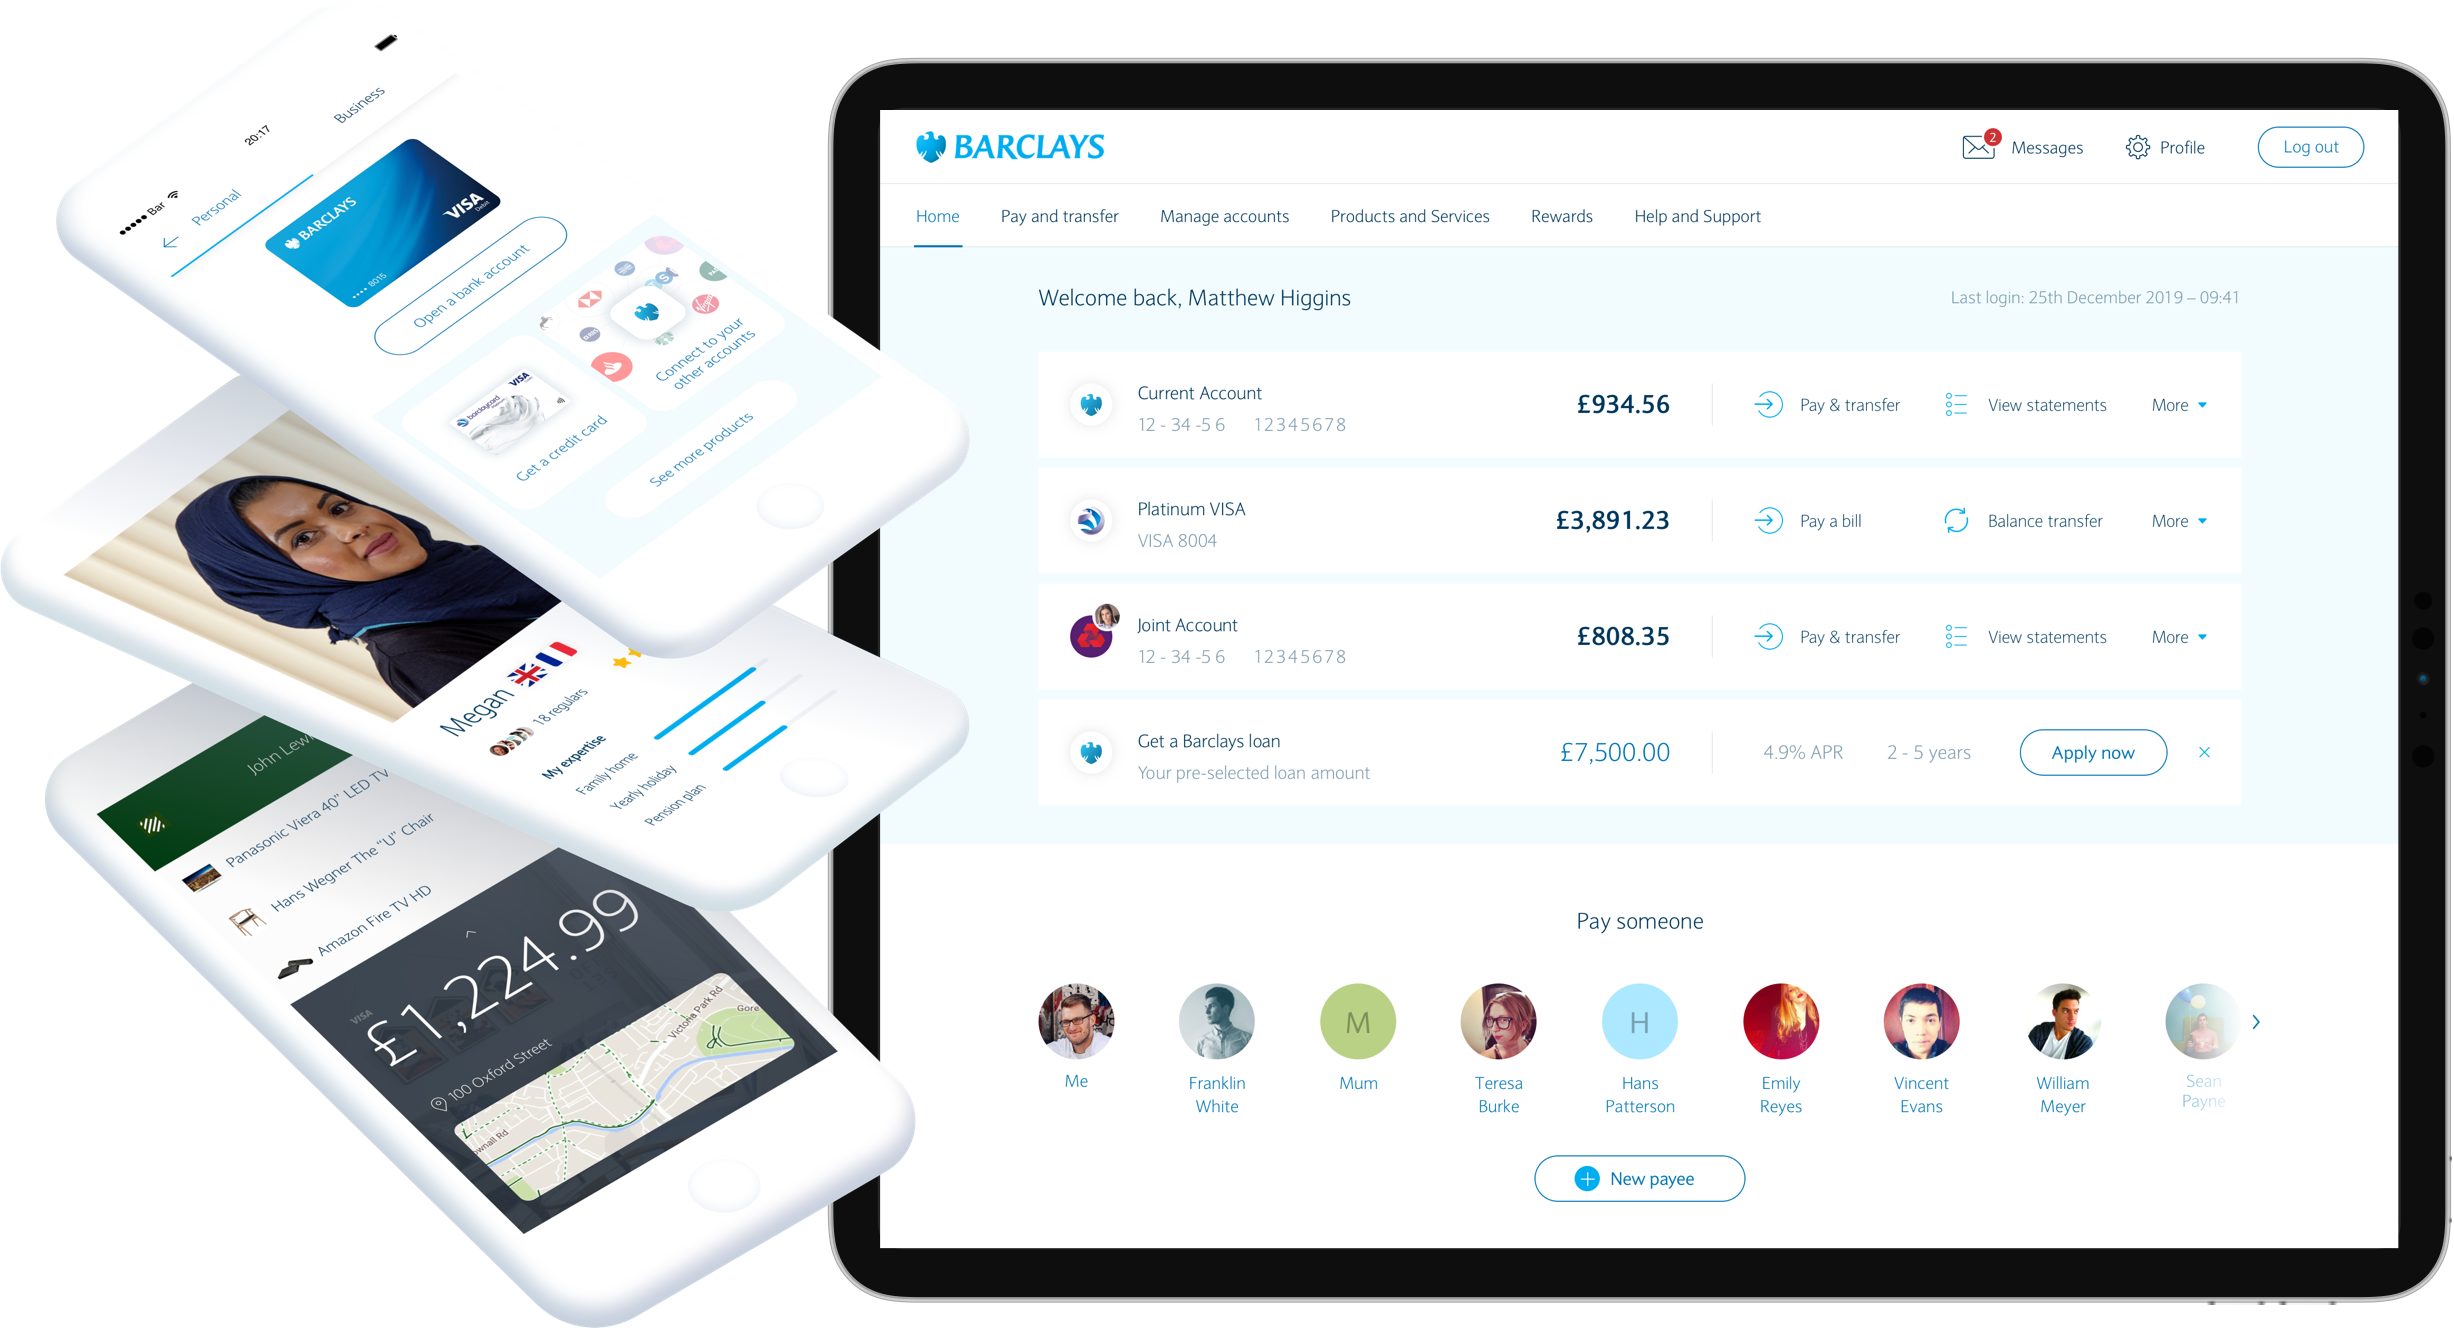 20:17
Bar
Personal
Business
BARCLAYS
VISA
Debit
•••• 8015
Open a bank account
VISA
barclaycard
Get a credit card
Connect to your
other accounts
See more products
Megan
18 regulars
My expertise
Family home
Yearly holiday
Pension plan
John Lew
Panasonic Viera 40” LED TV
Hans Wegner The “U” Chair
Amazon Fire TV HD
VISA
£1,224.99
100 Oxford Street
Victoria Park Rd
Gore
ownall Rd
BARCLAYS
2
Messages
Profile
Log out
Home
Pay and transfer
Manage accounts
Products and Services
Rewards
Help and Support
Welcome back, Matthew Higgins
Last login: 25th December 2019 – 09:41
Current Account
12 - 34 -5 6 12345678
£934.56
Pay & transfer
View statements
More
Platinum VISA
VISA 8004
£3,891.23
Pay a bill
Balance transfer
More
Joint Account
12 - 34 -5 6 12345678
£808.35
Pay & transfer
View statements
More
Get a Barclays loan
Your pre-selected loan amount
£7,500.00
4.9% APR
2 - 5 years
Apply now
Pay someone
M
H
Me
Franklin
White
Mum
Teresa
Burke
Hans
Patterson
Emily
Reyes
Vincent
Evans
William
Meyer
Sean
Payne
New payee